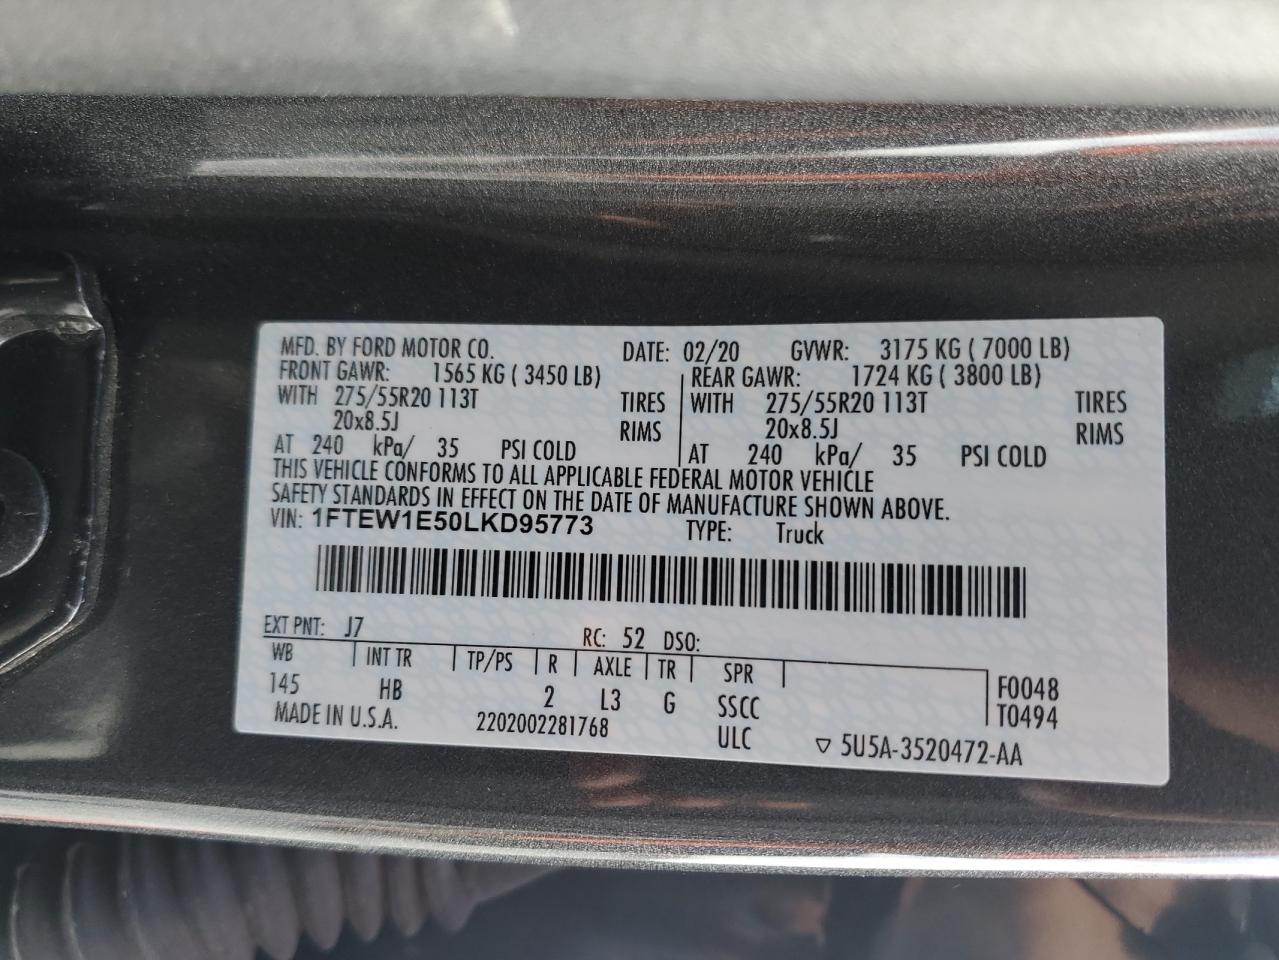 MFD. BY FORD MOTOR CO. DATE: 02/20 GVWR: 3175 KG ( 7000 LB)
FRONT GAWR: 1565 KG ( 3450 LB) REAR GAWR: 1724 KG ( 3800 LB)
WITH 275/55R20 113T TIRES WITH 275/55R20 113T TIRES
20x8.5J RIMS 20x8.5J RIMS
AT 240 kPa/ 35 PSI COLD AT 240 kPa/ 35 PSI COLD
THIS VEHICLE CONFORMS TO ALL APPLICABLE FEDERAL MOTOR VEHICLE
SAFETY STANDARDS IN EFFECT ON THE DATE OF MANUFACTURE SHOWN ABOVE.
VIN: 1FTEW1E50LKD95773 TYPE: Truck
EXT PNT: J7 RC: 52 DSO:
WB INT TR TP/PS R AXLE TR SPR
145 HB 2 L3 G SSCC F0048
MADE IN U.S.A. 2202002281768 ULC T0494
▽ 5U5A-3520472-AA